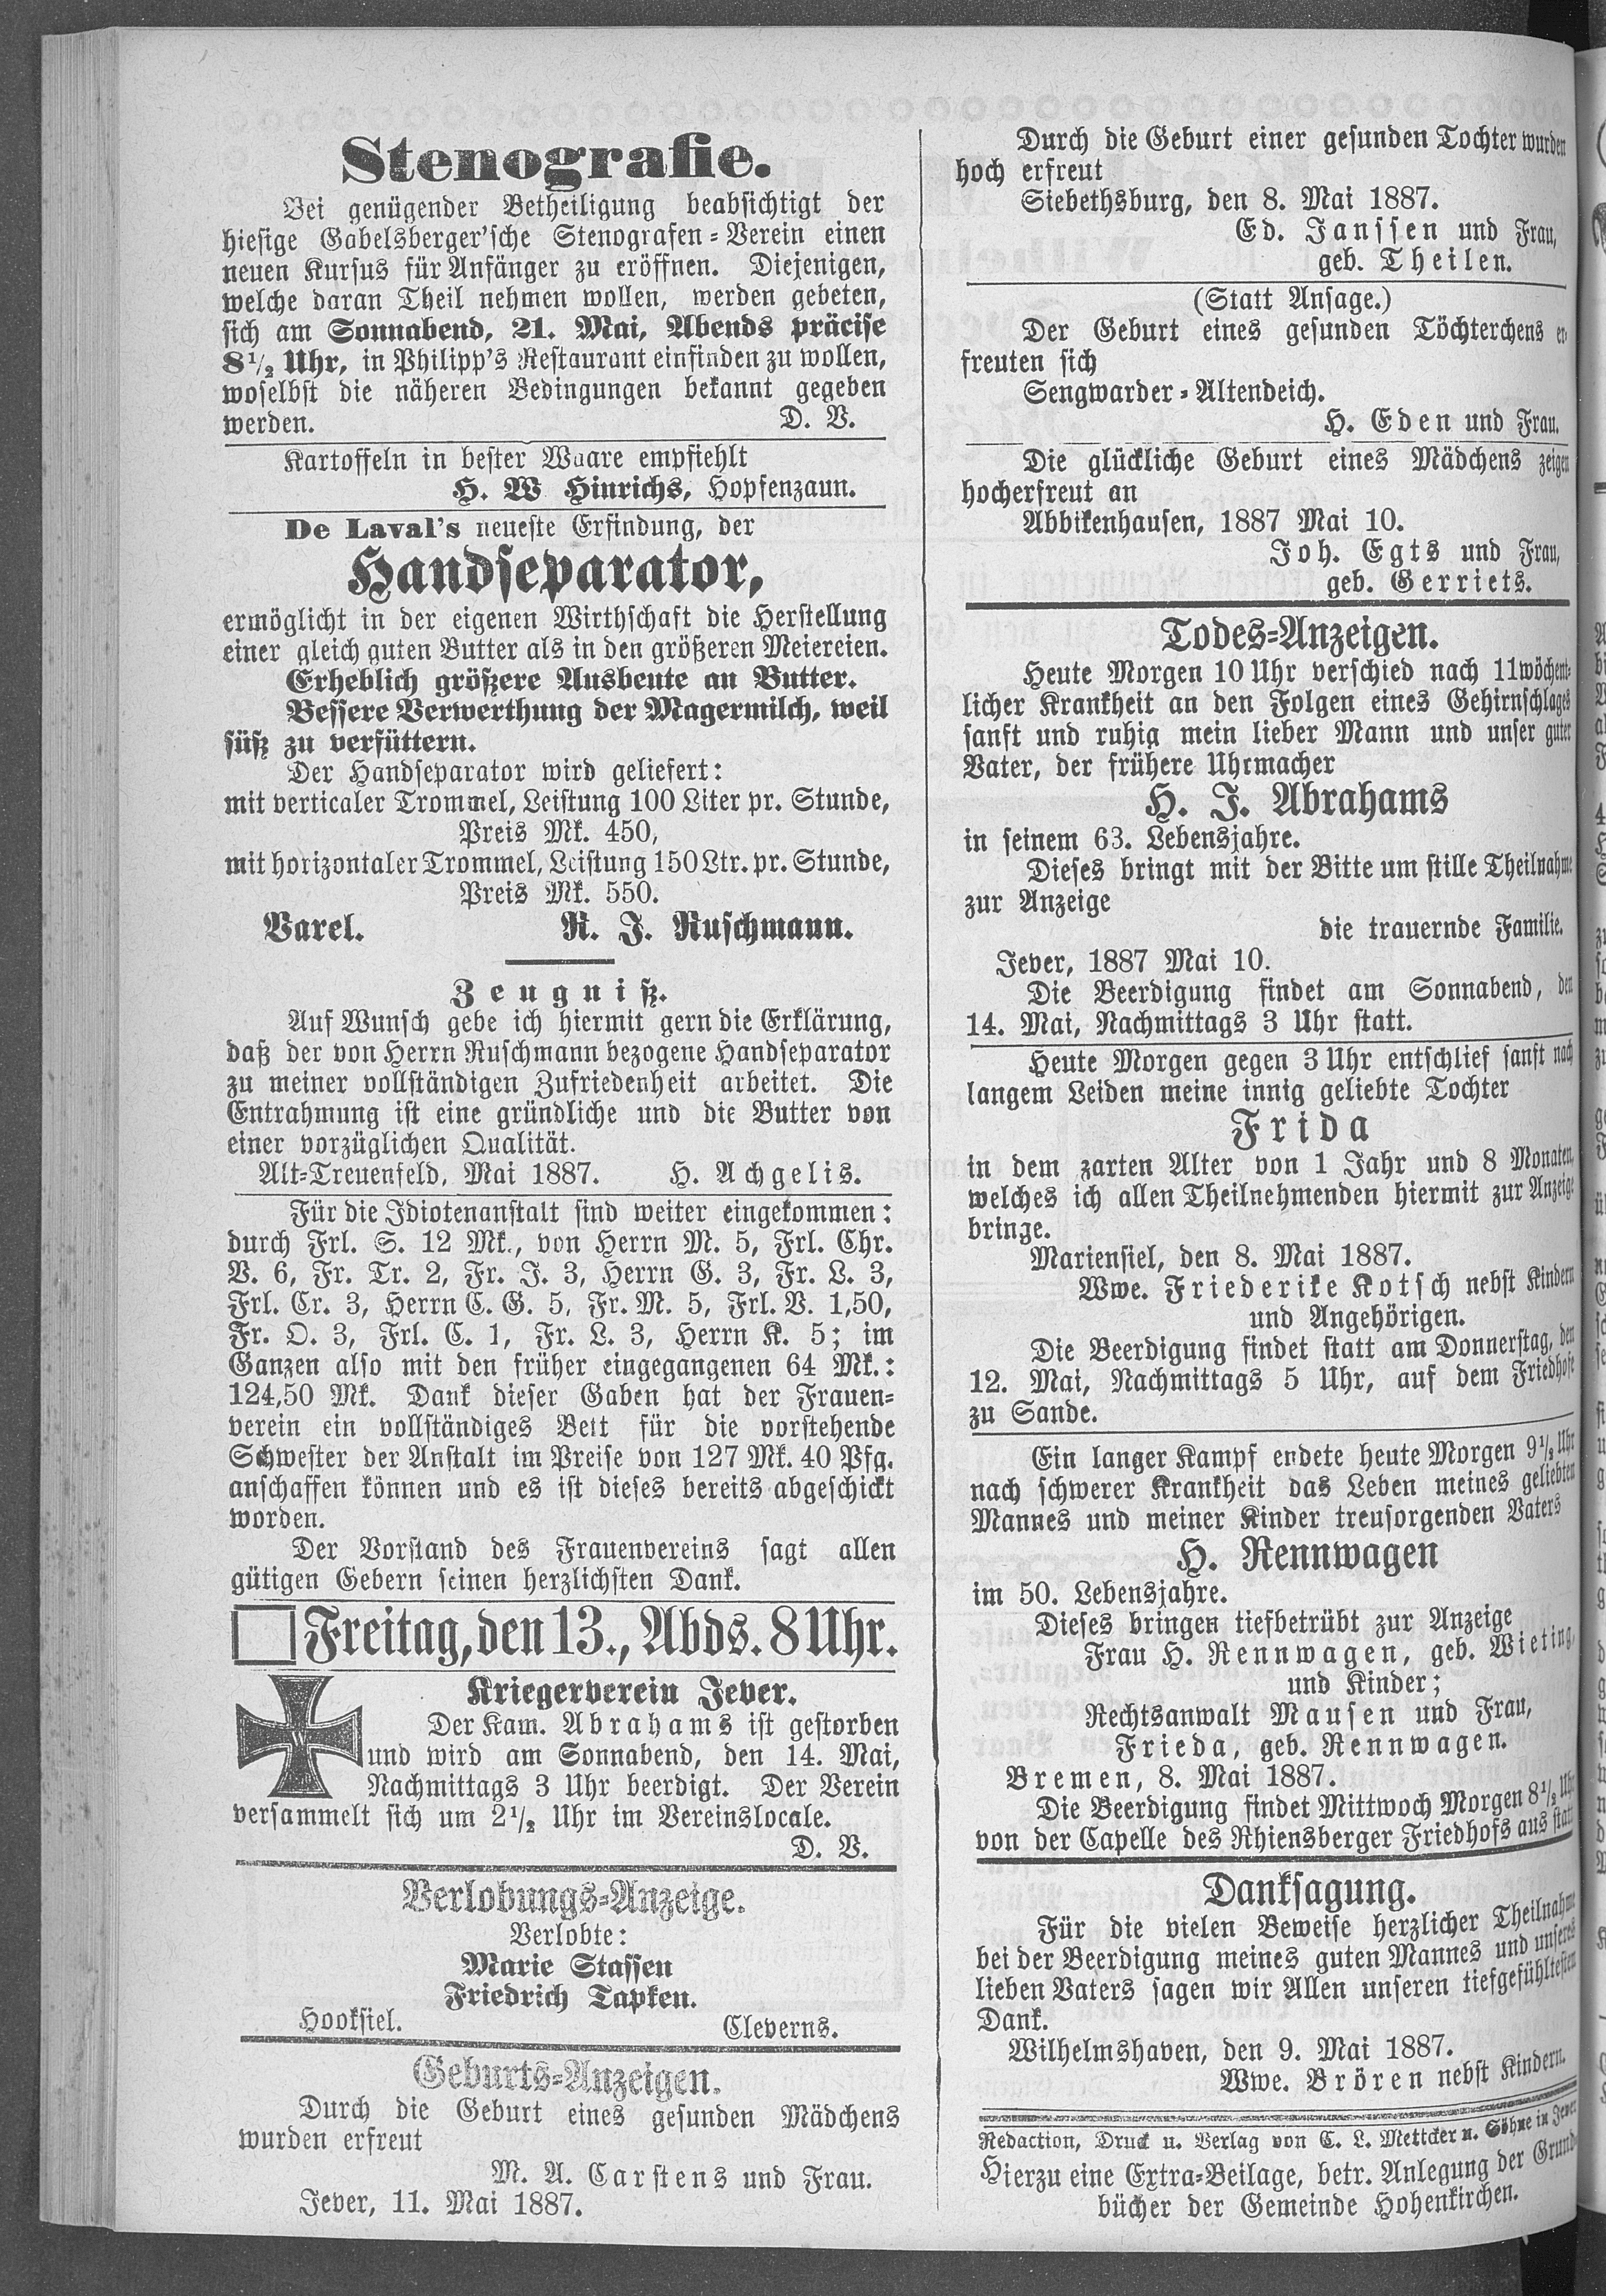 Stenografie.
Bei genügender Betheiligung beabsichtigt der
hiesige Gabelsberger'sche Stenografen-Verein einen
neuen Kursus für Anfänger zu eröffnen. Diejenigen,
welche daran Theil nehmen wollen, werden gebeten,
sich am Sonnabend, 21. Mai, Abends präcise
8½ Uhr, in Philipp's Restaurant einfinden zu wollen,
woselbst die näheren Bedingungen bekannt gegeben
werden. D. V.
Kartoffeln in bester Waare empfiehlt
H. W Hinrichs, Hopfenzaun.
De Laval's neueste Erfindung, der
Handseparator,
ermöglicht in der eigenen Wirthschaft die Herstellung
einer gleich guten Butter als in den größeren Meiereien.
Erheblich größere Ausbeute an Butter.
Bessere Verwerthung der Magermilch, weil
süß zu verfüttern.
Der Handseparator wird geliefert:
mit verticaler Trommel, Leistung 100 Liter pr. Stunde,
Preis Mk. 450,
mit horizontaler Trommel, Leistung 150 Ltr. pr. Stunde,
Preis Mk. 550.
Varel. R. J. Ruschmann.
Zeugniß.
Auf Wunsch gebe ich hiermit gern die Erklärung,
daß der von Herrn Ruschmann bezogene Handseparator
zu meiner vollständigen Zufriedenheit arbeitet. Die
Entrahmung ist eine gründliche und die Butter von
einer vorzüglichen Qualität.
Alt-Treuenfeld, Mai 1887. H. Achgelis.
Für die Idiotenanstalt sind weiter eingekommen:
durch Frl. S. 12 Mk., von Herrn M. 5, Frl. Chr.
V. 6, Fr. Tr. 2, Fr. J. 3, Herrn G. 3, Fr. L. 3,
Frl. Cr. 3, Herrn C. G. 5, Fr. M. 5, Frl. V. 1,50,
Fr. O. 3, Frl. C. 1, Fr. L. 3, Herrn K. 5; im
Ganzen also mit den früher eingegangenen 64 Mk.:
124,50 Mk. Dank dieser Gaben hat der Frauen-
verein ein vollständiges Bett für die vorstehende
Schwester der Anstalt im Preise von 127 Mk. 40 Pfg.
anschaffen können und es ist dieses bereits abgeschickt
worden.
Der Vorstand des Frauenvereins sagt allen
gütigen Gebern seinen herzlichsten Dank.
Freitag, den 13., Abds. 8 Uhr.
Kriegerverein Jever.
Der Kam. Abrahams ist gestorben
und wird am Sonnabend, den 14. Mai,
Nachmittags 3 Uhr beerdigt. Der Verein
versammelt sich um 2½ Uhr im Vereinslocale.
D. V.
Verlobungs-Anzeige.
Verlobte:
Marie Stassen
Friedrich Tapken.
Hooksiel. Cleverns.
Geburts-Anzeigen.
Durch die Geburt eines gesunden Mädchens
wurden erfreut
M. A. Carstens und Frau.
Jever, 11. Mai 1887.
Durch die Geburt einer gesunden Tochter wurden
hoch erfreut
Siebethsburg, den 8. Mai 1887.
Ed. Janssen und Frau,
geb. Theilen.
(Statt Ansage.)
Der Geburt eines gesunden Töchterchens er-
freuten sich
Sengwarder-Altendeich.
H. Eden und Frau.
Die glückliche Geburt eines Mädchens zeigen
hocherfreut an
Abbikenhausen, 1887 Mai 10.
Joh. Egts und Frau,
geb. Gerriets.
Todes-Anzeigen.
Heute Morgen 10 Uhr verschied nach 11wöchent-
licher Krankheit an den Folgen eines Gehirnschlages
sanft und ruhig mein lieber Mann und unser guter
Vater, der frühere Uhrmacher
H. J. Abrahams
in seinem 63. Lebensjahre.
Dieses bringt mit der Bitte um stille Theilnahme
zur Anzeige
die trauernde Familie.
Jever, 1887 Mai 10.
Die Beerdigung findet am Sonnabend, den
14. Mai, Nachmittags 3 Uhr statt.
Heute Morgen gegen 3 Uhr entschlief sanft nach
langem Leiden meine innig geliebte Tochter
Frida
in dem zarten Alter von 1 Jahr und 8 Monaten,
welches ich allen Theilnehmenden hiermit zur Anzeige
bringe.
Mariensiel, den 8. Mai 1887.
Wwe. Friederike Kotsch nebst Kindern
und Angehörigen.
Die Beerdigung findet statt am Donnerstag, den
12. Mai, Nachmittags 5 Uhr, auf dem Friedhofe
zu Sande.
Ein langer Kampf endete heute Morgen 9½ Uhr
nach schwerer Krankheit das Leben meines geliebten
Mannes und meiner Kinder treusorgenden Vaters
H. Rennwagen
im 50. Lebensjahre.
Dieses bringen tiefbetrübt zur Anzeige
Frau H. Rennwagen, geb. Wieting,
und Kinder;
Rechtsanwalt Mausen und Frau,
Frieda, geb. Rennwagen.
Bremen, 8. Mai 1887.
Die Beerdigung findet Mittwoch Morgen 8½ Uhr
von der Capelle des Rhiensberger Friedhofs aus statt.
Danksagung.
Für die vielen Beweise herzlicher Theilnahme
bei der Beerdigung meines guten Mannes und unseres
lieben Vaters sagen wir Allen unseren tiefgefühltesten
Dank.
Wilhelmshaven, den 9. Mai 1887.
Wwe. Brören nebst Kindern.
Redaction, Druck u. Verlag von C. L. Mettcker u. Söhne in Jever
Hierzu eine Extra-Beilage, betr. Anlegung der Grund-
bücher der Gemeinde Hohenkirchen.